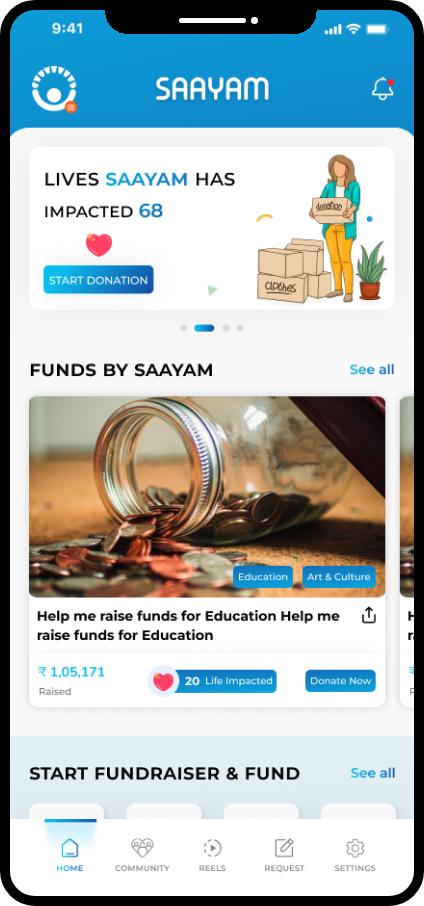 9:41
SAAYAM
LIVES SAAYAM HAS
IMPACTED 68
donation
clothes
START DONATION
FUNDS BY SAAYAM
See all
Education
Art & Culture
Help me raise funds for Education Help me
raise funds for Education
₹ 1,05,171
Raised
20 Life Impacted
Donate Now
START FUNDRAISER & FUND
See all
HOME
COMMUNITY
REELS
REQUEST
SETTINGS